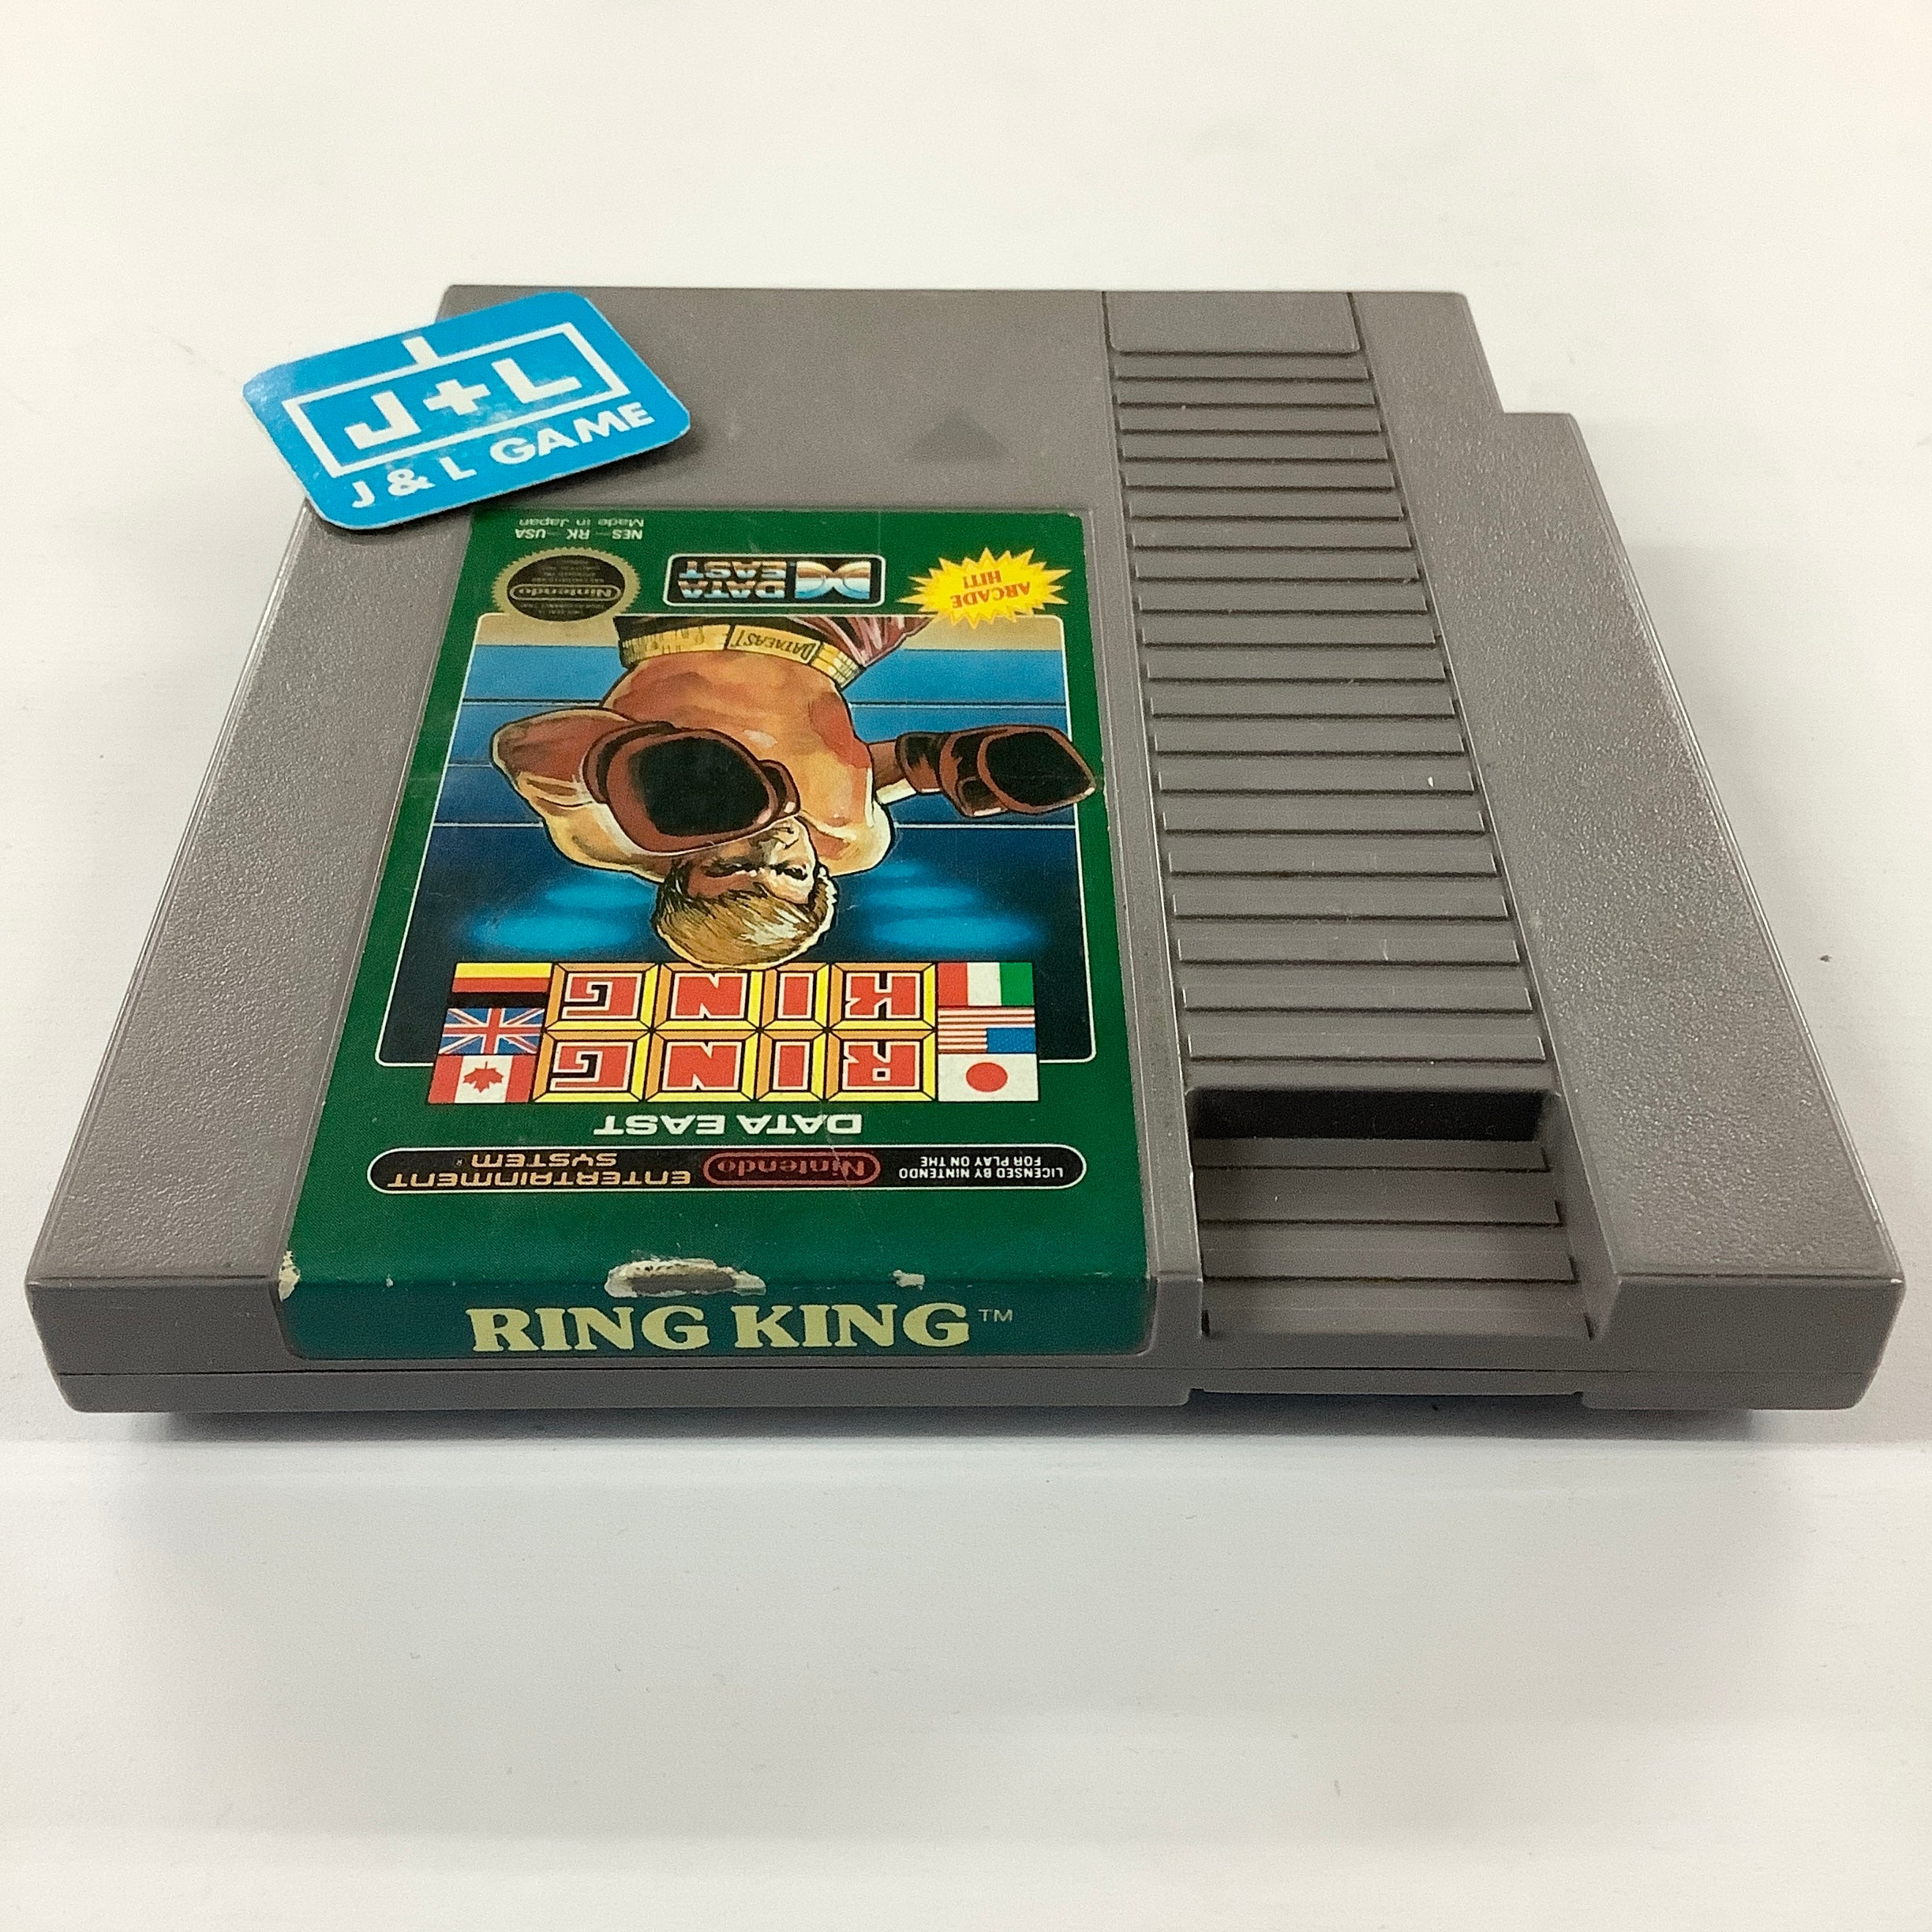 J+L
J & L GAME
RING KING™
LICENSED BY NINTENDO
FOR PLAY ON THE
Nintendo
ENTERTAINMENT
SYSTEM®
DATA EAST
RING
KING
DATAEAST
ARCADE
HIT!
DATA
EAST
Nintendo
NES-RK-USA
Made in Japan